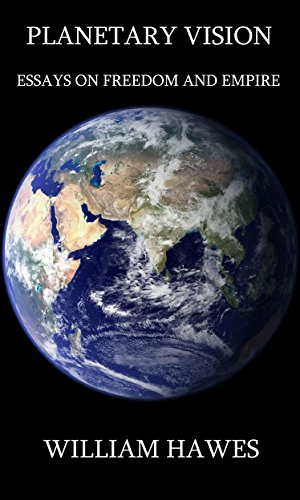 PLANETARY VISION
ESSAYS ON FREEDOM AND EMPIRE
WILLIAM HAWES